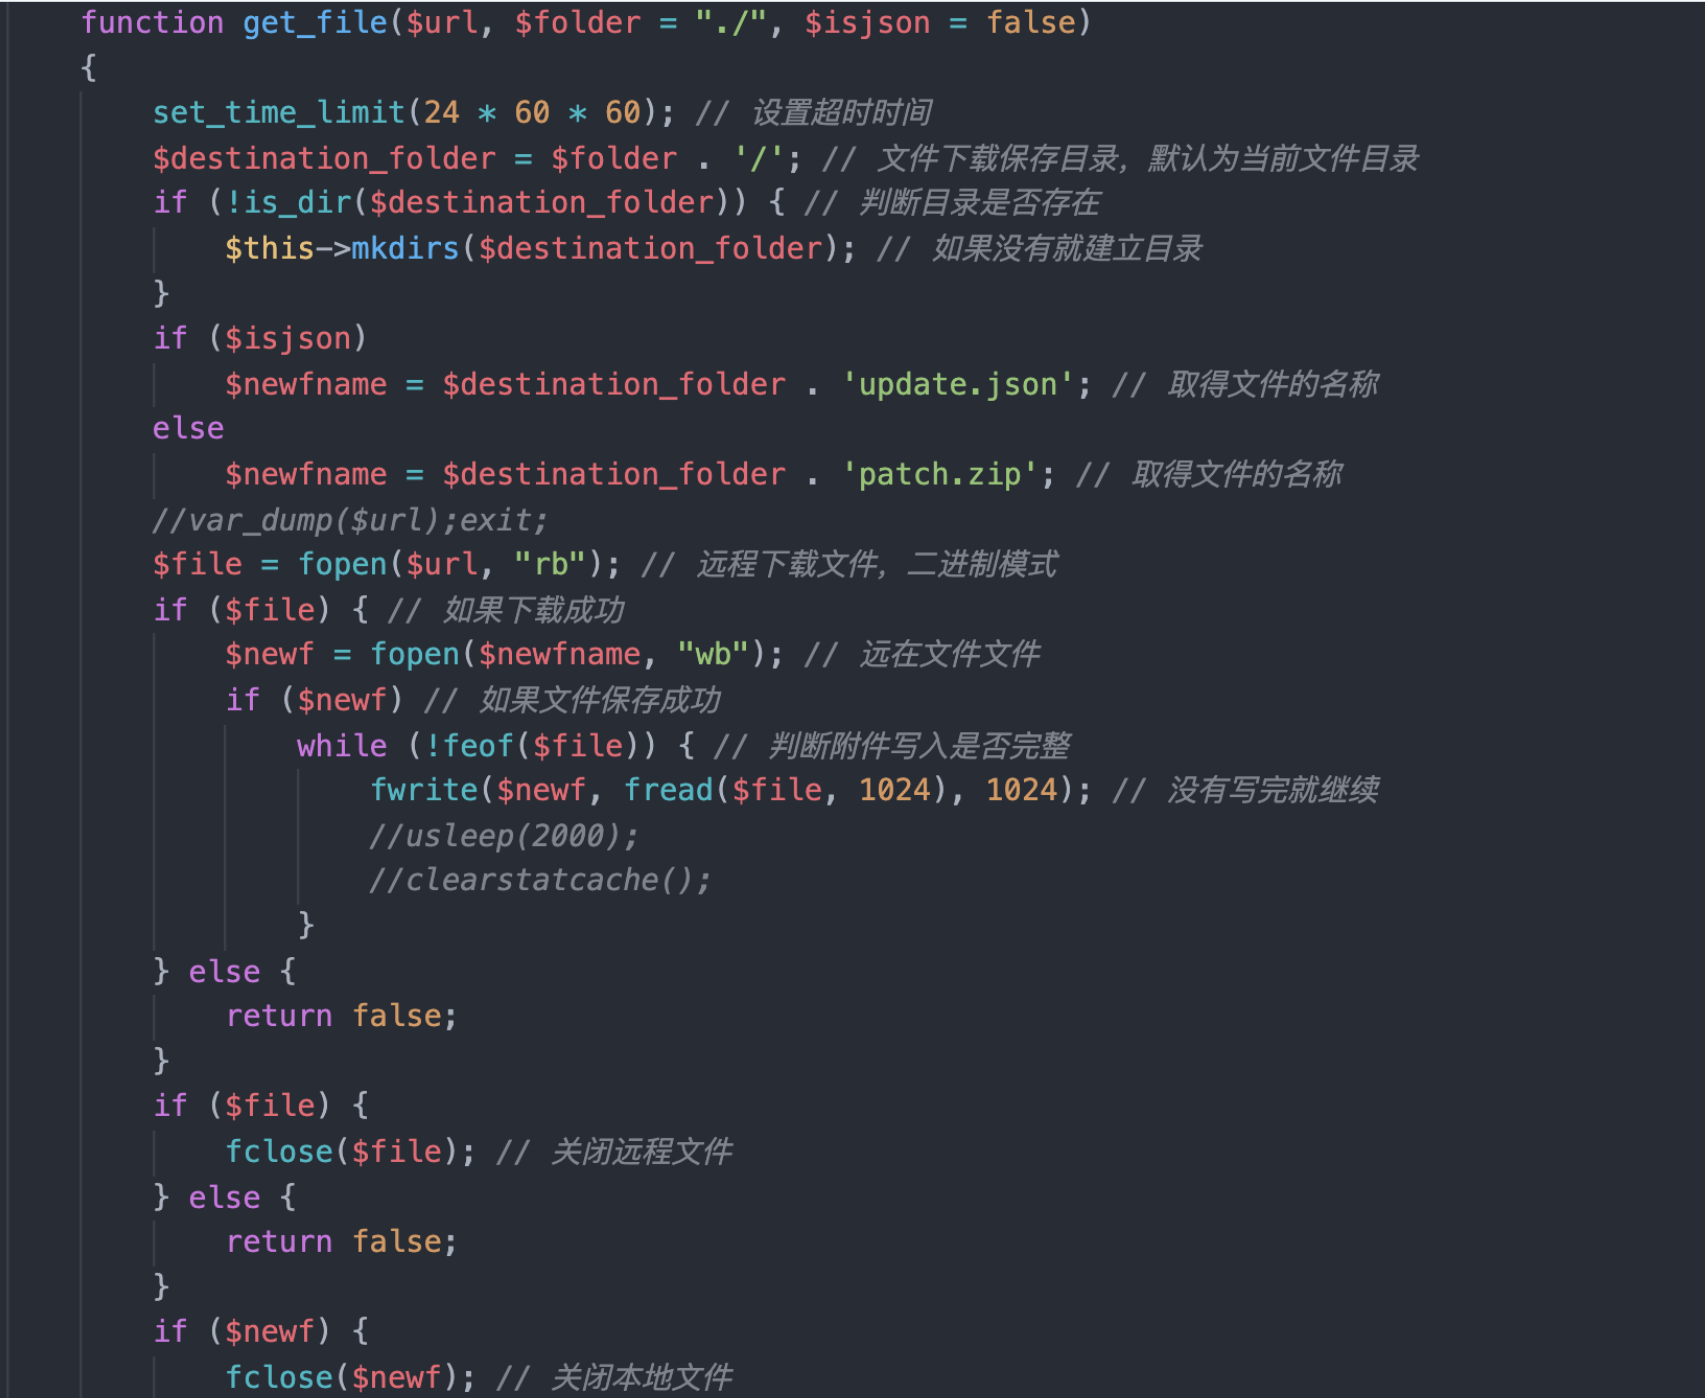 function get_file($url, $folder = "./", $isjson = false)
{
set_time_limit(24 * 60 * 60); // 设置超时时间
$destination_folder = $folder . '/'; // 文件下载保存目录，默认为当前文件目录
if (!is_dir($destination_folder)) { // 判断目录是否存在
$this->mkdirs($destination_folder); // 如果没有就建立目录
}
if ($isjson)
$newfname = $destination_folder . 'update.json'; // 取得文件的名称
else
$newfname = $destination_folder . 'patch.zip'; // 取得文件的名称
//var_dump($url);exit;
$file = fopen($url, "rb"); // 远程下载文件，二进制模式
if ($file) { // 如果下载成功
$newf = fopen($newfname, "wb"); // 远在文件文件
if ($newf) // 如果文件保存成功
while (!feof($file)) { // 判断附件写入是否完整
fwrite($newf, fread($file, 1024), 1024); // 没有写完就继续
//usleep(2000);
//clearstatcache();
}
} else {
return false;
}
if ($file) {
fclose($file); // 关闭远程文件
} else {
return false;
}
if ($newf) {
fclose($newf); // 关闭本地文件